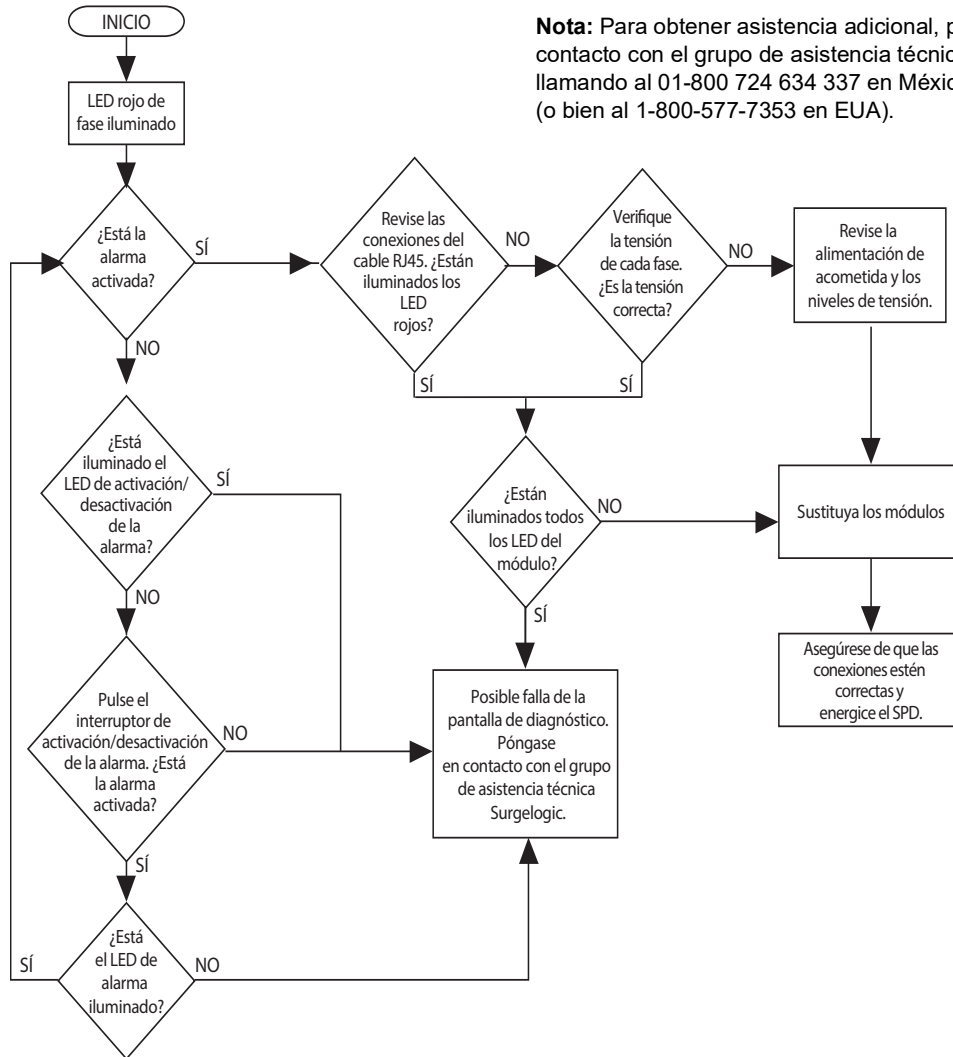 INICIO
Nota: Para obtener asistencia adicional,
contacto con el grupo de asistencia técnic
llamando al 01-800 724 634 337 en Méxic
(o bien al 1-800-577-7353 en EUA).
LED rojo de
fase iluminado
¿Está la
alarma
activada?
SÍ
NO
Revise las
conexiones del
cable RJ45. ¿Están
iluminados los
LED
rojos?
NO
SÍ
Verifique
la tensión
de cada fase.
¿Es la tensión
correcta?
NO
SÍ
Revise la
alimentación de
acometida y los
niveles de tensión.
¿Está
iluminado el
LED de activación/
desactivación
de la
alarma?
SÍ
NO
¿Están
iluminados todos
los LED del
módulo?
NO
SÍ
Sustituya los módulos
Asegúrese de que las
conexiones estén
correctas y
energice el SPD.
Pulse el
interruptor de
activación/desactivación
de la alarma. ¿Está
la alarma
activada?
NO
SÍ
Posible falla de la
pantalla de diagnóstico.
Póngase
en contacto con el grupo
de asistencia técnica
Surgelogic.
¿Está
el LED de
alarma
iluminado?
SÍ
NO